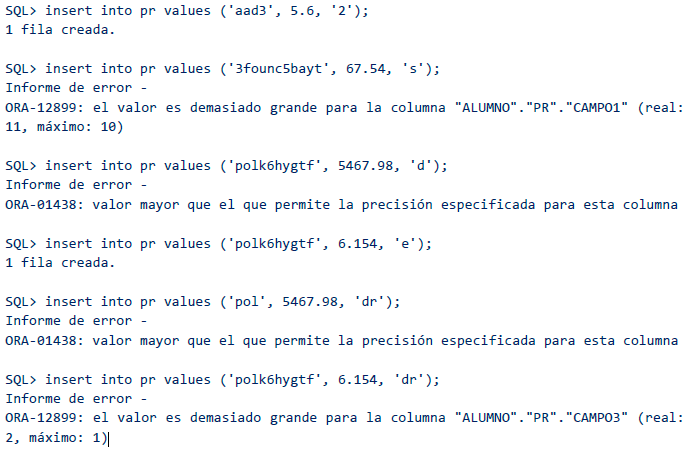 SQL> insert into pr values ('aad3', 5.6, '2');
1 fila creada.
SQL> insert into pr values ('3founc5bayt', 67.54, 's');
Informe de error -
ORA-12899: el valor es demasiado grande para la columna "ALUMNO"."PR"."CAMPO1" (real:
11, máximo: 10)
SQL> insert into pr values ('polk6hygtf', 5467.98, 'd');
Informe de error -
ORA-01438: valor mayor que el que permite la precisión especificada para esta columna
SQL> insert into pr values ('polk6hygtf', 6.154, 'e');
1 fila creada.
SQL> insert into pr values ('pol', 5467.98, 'dr');
Informe de error -
ORA-01438: valor mayor que el que permite la precisión especificada para esta columna
SQL> insert into pr values ('polk6hygtf', 6.154, 'dr');
Informe de error -
ORA-12899: el valor es demasiado grande para la columna "ALUMNO"."PR"."CAMPO3" (real:
2, máximo: 1)